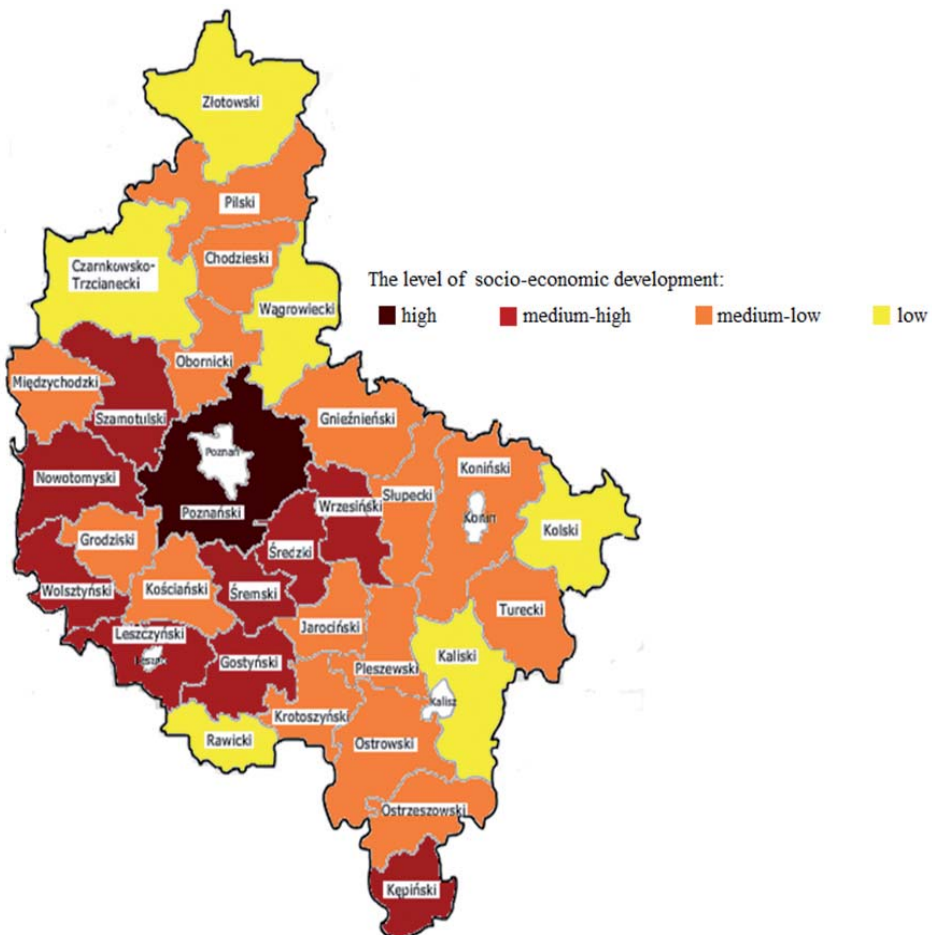 Złotowski
Pilski
Chodzieski
Czarnkowsko-
Trzcianecki
Wągrowiecki
The level of socio-economic development:
high
medium-high
medium-low
low
Obornicki
Międzychodzki
Szamotulski
Gnieźnieński
Poznań
Koniński
Nowotomyski
Słupecki
Wrzesiński
Poznański
Konin
Kolski
Grodziski
Średzki
Wolsztyński
Kościański
Śremski
Turecki
Leszczyński
Jarociński
Leszno
Gostyński
Pleszewski
Kaliski
Kalisz
Krotoszyński
Rawicki
Ostrowski
Ostrzeszowski
Kępiński